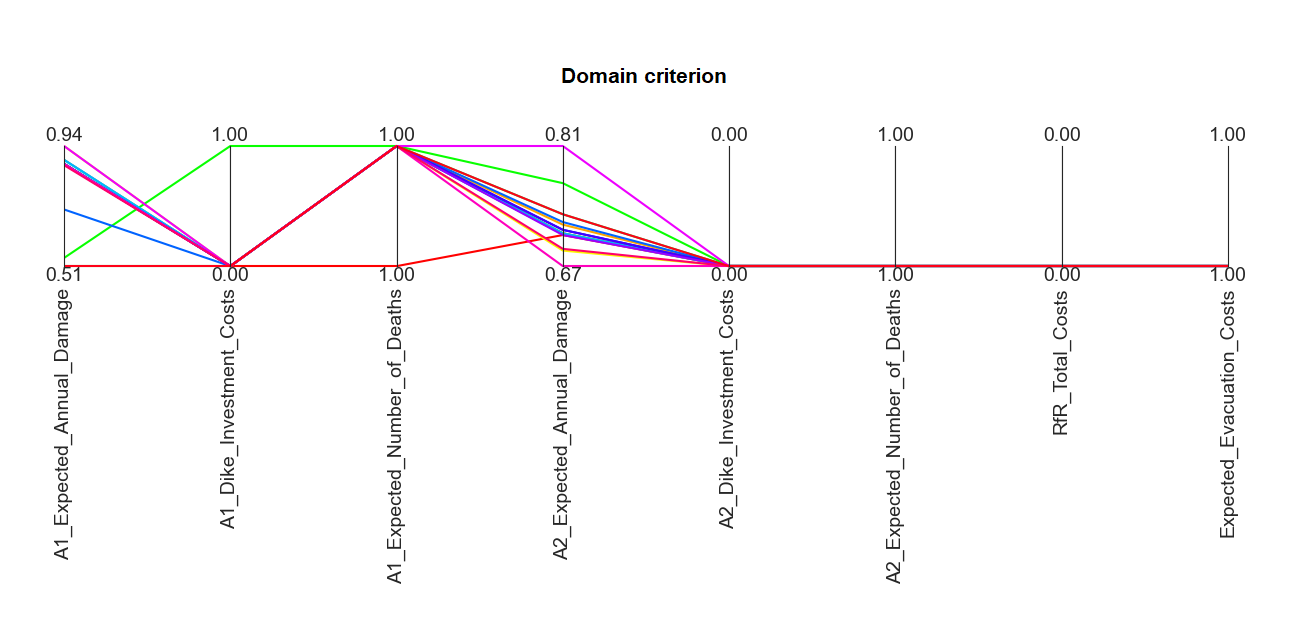 Domain criterion
0.94
1.00
1.00
0.81
0.00
1.00
0.00
1.00
0.51
0.00
1.00
0.67
0.00
1.00
0.00
1.00
A1_Expected_Annual_Damage
A1_Dike_Investment_Costs
A1_Expected_Number_of_Deaths
A2_Expected_Annual_Damage
A2_Dike_Investment_Costs
A2_Expected_Number_of_Deaths
RfR_Total_Costs
Expected_Evacuation_Costs